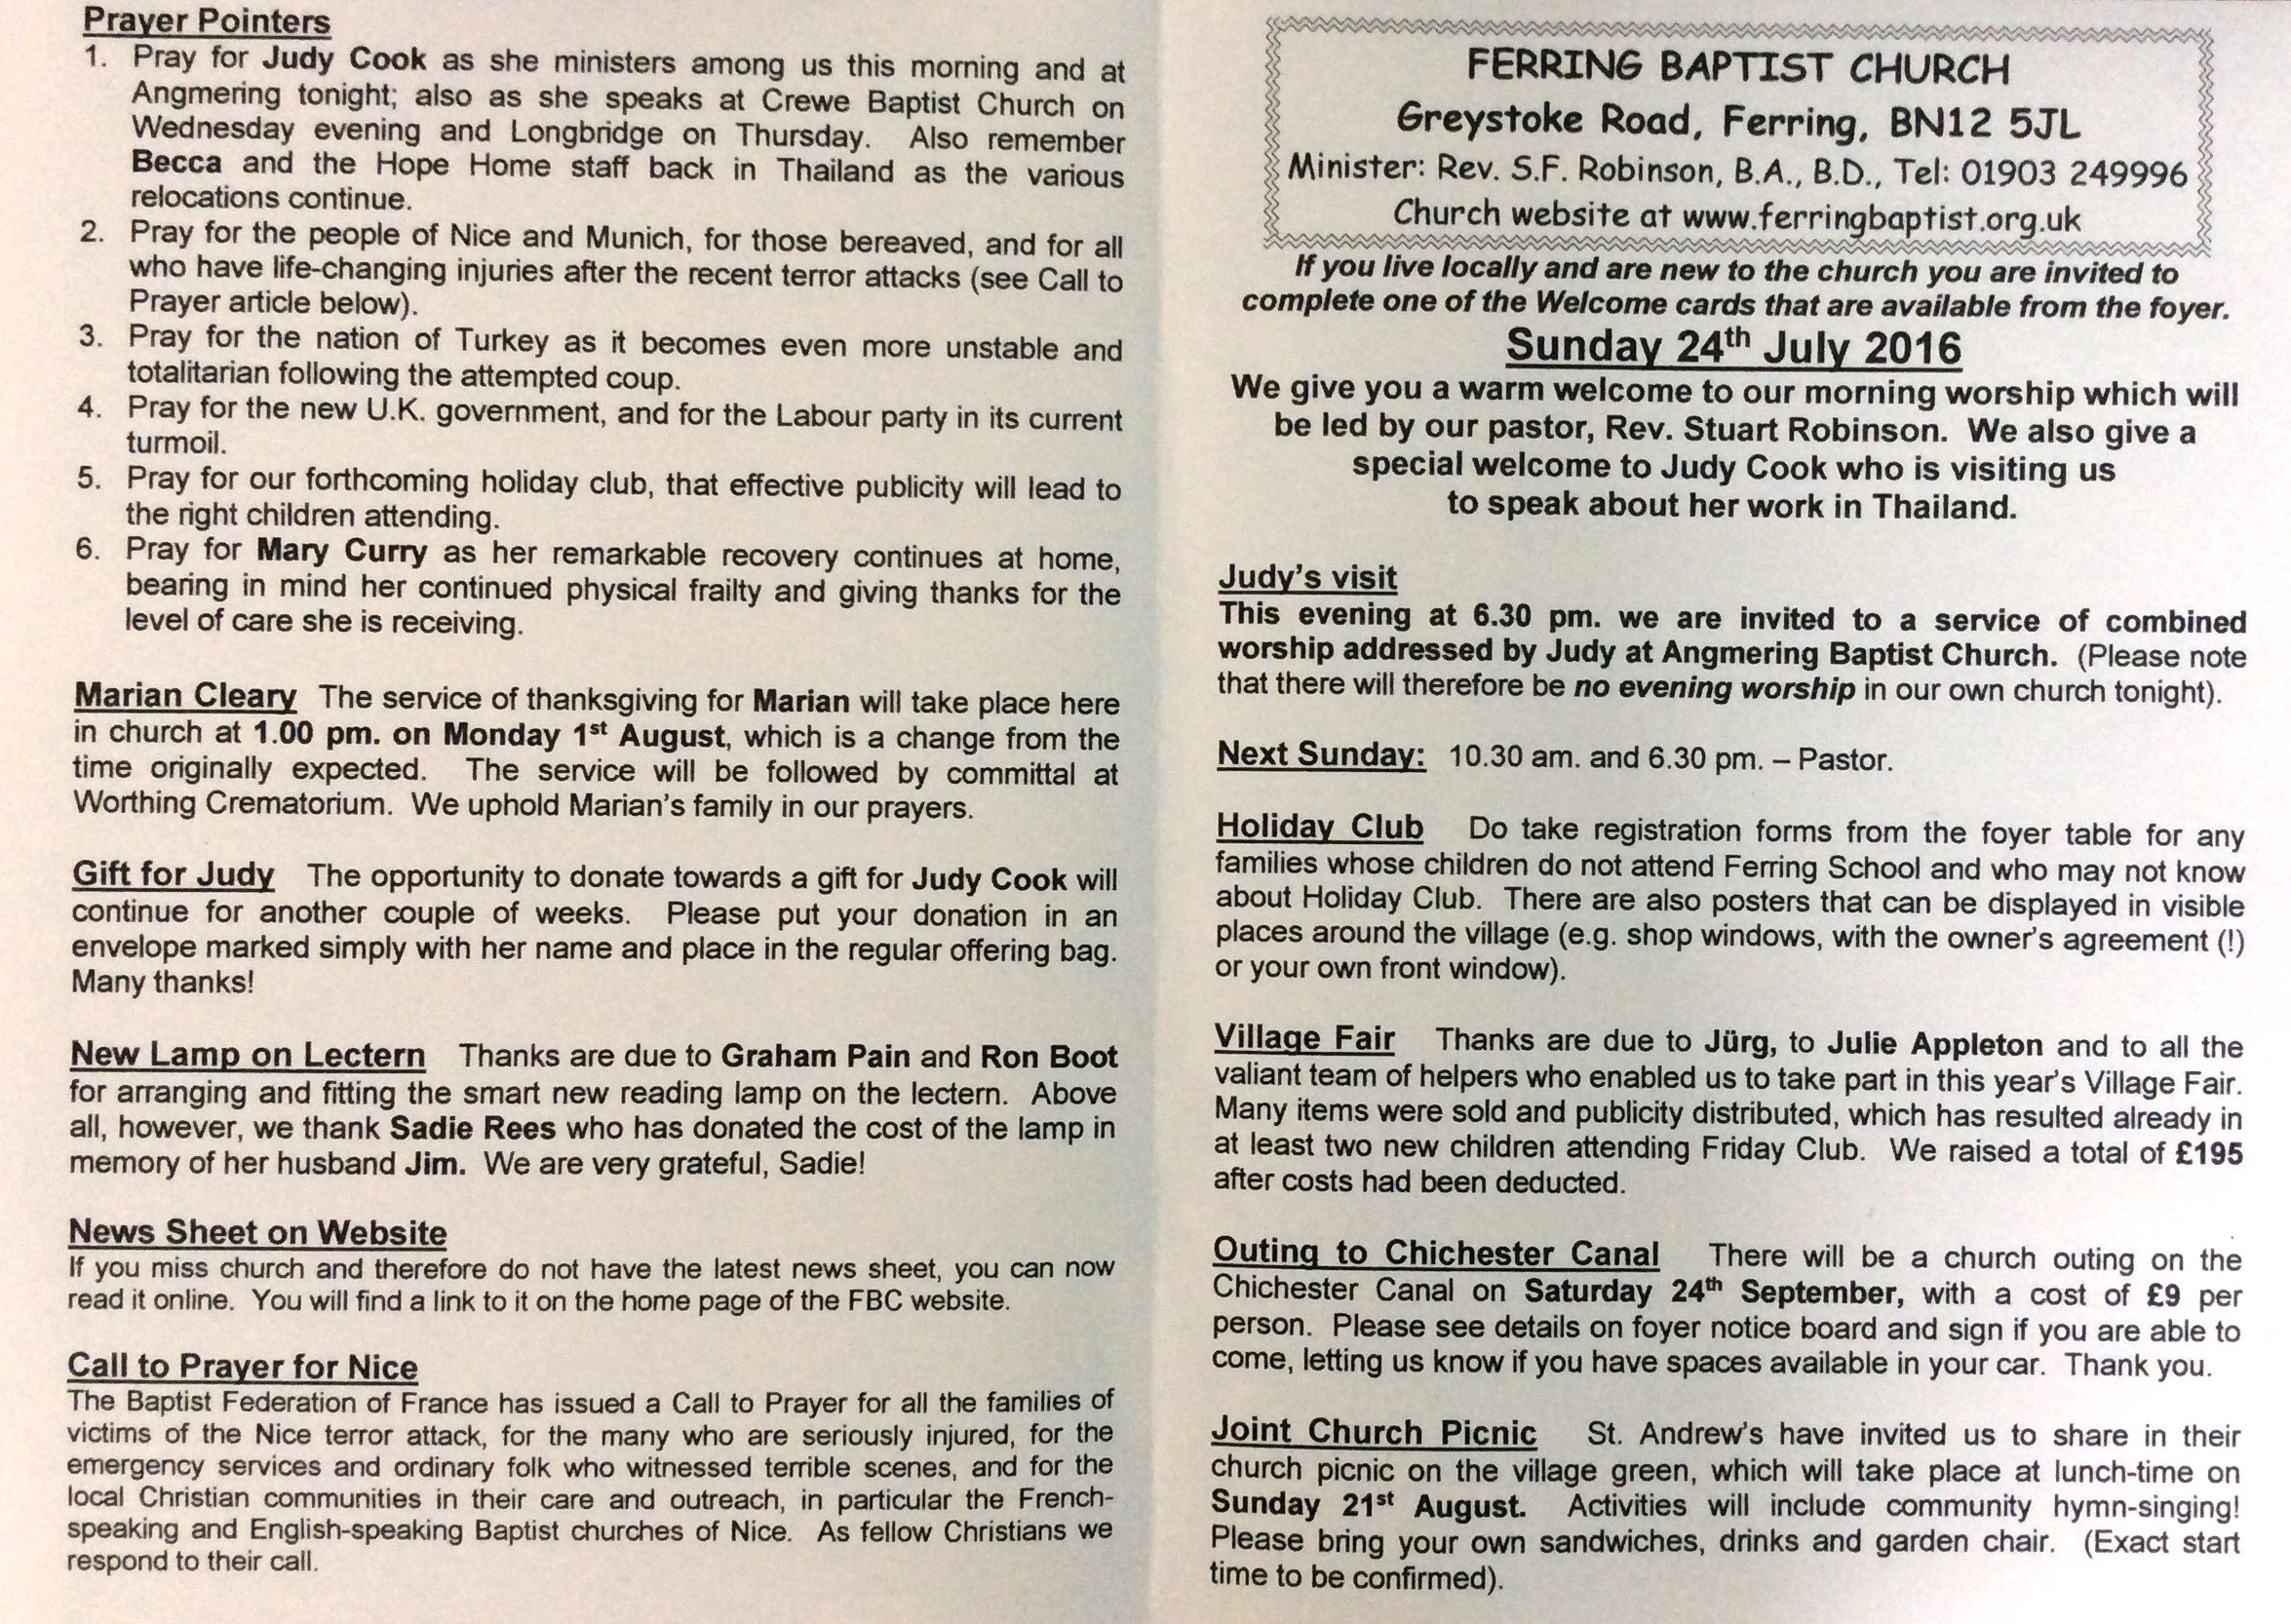 Prayer Pointers
1. Pray for Judy Cook as she ministers among us this morning and at
Angmering tonight; also as she speaks at Crewe Baptist Church on
Wednesday evening and Longbridge on Thursday. Also remember
Becca and the Hope Home staff back in Thailand as the various
relocations continue.
2. Pray for the people of Nice and Munich, for those bereaved, and for all
who have life-changing injuries after the recent terror attacks (see Call to
Prayer article below).
3. Pray for the nation of Turkey as it becomes even more unstable and
totalitarian following the attempted coup.
4. Pray for the new U.K. government, and for the Labour party in its current
turmoil.
5. Pray for our forthcoming holiday club, that effective publicity will lead to
the right children attending.
6. Pray for Mary Curry as her remarkable recovery continues at home,
bearing in mind her continued physical frailty and giving thanks for the
level of care she is receiving.
Marian Cleary The service of thanksgiving for Marian will take place here
in church at 1.00 pm. on Monday 1st August, which is a change from the
time originally expected. The service will be followed by committal at
Worthing Crematorium. We uphold Marian's family in our prayers.
Gift for Judy The opportunity to donate towards a gift for Judy Cook will
continue for another couple of weeks. Please put your donation in an
envelope marked simply with her name and place in the regular offering bag.
Many thanks!
New Lamp on Lectern Thanks are due to Graham Pain and Ron Boot
for arranging and fitting the smart new reading lamp on the lectern. Above
all, however, we thank Sadie Rees who has donated the cost of the lamp in
memory of her husband Jim. We are very grateful, Sadie!
News Sheet on Website
If you miss church and therefore do not have the latest news sheet, you can now
read it online. You will find a link to it on the home page of the FBC website.
Call to Prayer for Nice
The Baptist Federation of France has issued a Call to Prayer for all the families of
victims of the Nice terror attack, for the many who are seriously injured, for the
emergency services and ordinary folk who witnessed terrible scenes, and for the
local Christian communities in their care and outreach, in particular the French-
speaking and English-speaking Baptist churches of Nice. As fellow Christians we
respond to their call.
FERRING BAPTIST CHURCH
Greystoke Road, Ferring, BN12 5JL
Minister: Rev. S.F. Robinson, B.A., B.D., Tel: 01903 249996
Church website at www.ferringbaptist.org.uk
If you live locally and are new to the church you are invited to
complete one of the Welcome cards that are available from the foyer.
Sunday 24th July 2016
We give you a warm welcome to our morning worship which will
be led by our pastor, Rev. Stuart Robinson. We also give a
special welcome to Judy Cook who is visiting us
to speak about her work in Thailand.
Judy's visit
This evening at 6.30 pm. we are invited to a service of combined
worship addressed by Judy at Angmering Baptist Church. (Please note
that there will therefore be no evening worship in our own church tonight).
Next Sunday: 10.30 am. and 6.30 pm. – Pastor.
Holiday Club Do take registration forms from the foyer table for any
families whose children do not attend Ferring School and who may not know
about Holiday Club. There are also posters that can be displayed in visible
places around the village (e.g. shop windows, with the owner's agreement (!)
or your own front window).
Village Fair Thanks are due to Jürg, to Julie Appleton and to all the
valiant team of helpers who enabled us to take part in this year's Village Fair.
Many items were sold and publicity distributed, which has resulted already in
at least two new children attending Friday Club. We raised a total of £195
after costs had been deducted.
Outing to Chichester Canal There will be a church outing on the
Chichester Canal on Saturday 24th September, with a cost of £9 per
person. Please see details on foyer notice board and sign if you are able to
come, letting us know if you have spaces available in your car. Thank you.
Joint Church Picnic St. Andrew's have invited us to share in their
church picnic on the village green, which will take place at lunch-time on
Sunday 21st August. Activities will include community hymn-singing!
Please bring your own sandwiches, drinks and garden chair. (Exact start
time to be confirmed).